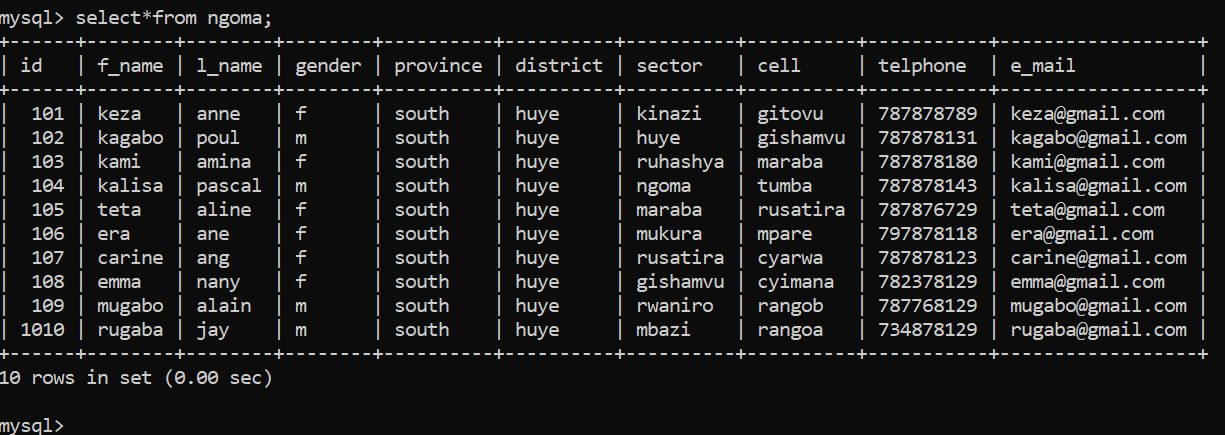 mysql> select*from ngoma;
+------+--------+--------+--------+----------+----------+----------+----------+-----------+------------------+
| id   | f_name | l_name | gender | province | district | sector   | cell     | telphone  | e_mail           |
+------+--------+--------+--------+----------+----------+----------+----------+-----------+------------------+
|  101 | keza   | anne   | f      | south    | huye     | kinazi   | gitovu   | 787878789 | keza@gmail.com   |
|  102 | kagabo | poul   | m      | south    | huye     | huye     | gishamvu | 787878131 | kagabo@gmail.com |
|  103 | kami   | amina  | f      | south    | huye     | ruhashya | maraba   | 787878180 | kami@gmail.com   |
|  104 | kalisa | pascal | m      | south    | huye     | ngoma    | tumba    | 787878143 | kalisa@gmail.com |
|  105 | teta   | aline  | f      | south    | huye     | maraba   | rusatira | 787876729 | teta@gmail.com   |
|  106 | era    | ane    | f      | south    | huye     | mukura   | mpare    | 797878118 | era@gmail.com    |
|  107 | carine | ang    | f      | south    | huye     | rusatira | cyarwa   | 787878123 | carine@gmail.com |
|  108 | emma   | nany   | f      | south    | huye     | gishamvu | cyimana  | 782378129 | emma@gmail.com   |
|  109 | mugabo | alain  | m      | south    | huye     | rwaniro  | rangob   | 787768129 | mugabo@gmail.com |
| 1010 | rugaba | jay    | m      | south    | huye     | mbazi    | rangoa   | 734878129 | rugaba@gmail.com |
+------+--------+--------+--------+----------+----------+----------+----------+-----------+------------------+
10 rows in set (0.00 sec)
mysql>